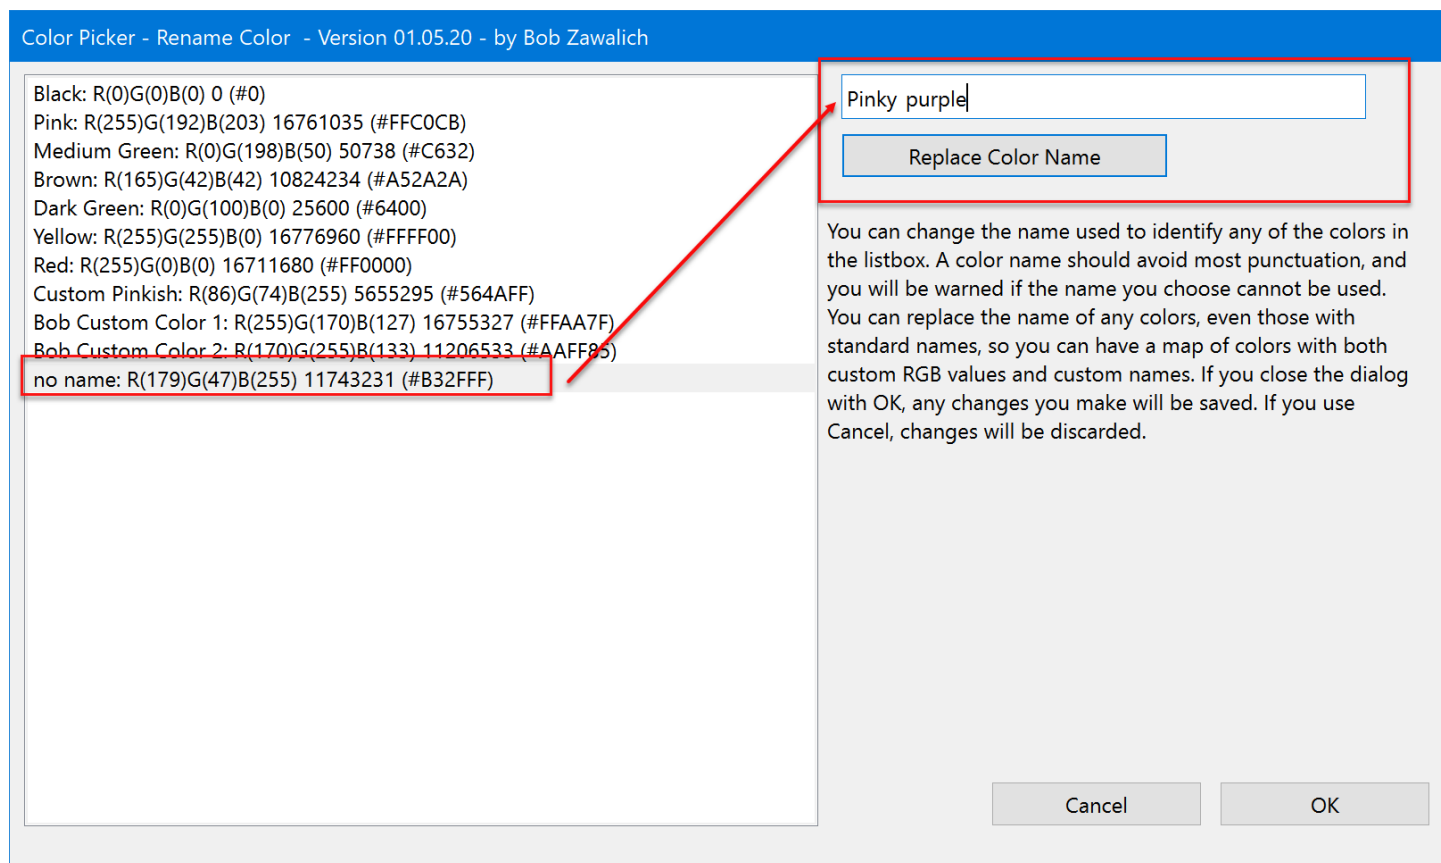 Color Picker - Rename Color  - Version 01.05.20 - by Bob Zawalich
Black: R(0)G(0)B(0) 0 (#0)
Pink: R(255)G(192)B(203) 16761035 (#FFC0CB)
Medium Green: R(0)G(198)B(50) 50738 (#C632)
Brown: R(165)G(42)B(42) 10824234 (#A52A2A)
Dark Green: R(0)G(100)B(0) 25600 (#6400)
Yellow: R(255)G(255)B(0) 16776960 (#FFFF00)
Red: R(255)G(0)B(0) 16711680 (#FF0000)
Custom Pinkish: R(86)G(74)B(255) 5655295 (#564AFF)
Bob Custom Color 1: R(255)G(170)B(127) 16755327 (#FFAA7F)
Bob Custom Color 2: R(170)G(255)B(133) 11206533 (#AAFF85)
no name: R(179)G(47)B(255) 11743231 (#B32FFF)
Pinky purple
Replace Color Name
You can change the name used to identify any of the colors in
the listbox. A color name should avoid most punctuation, and
you will be warned if the name you choose cannot be used.
You can replace the name of any colors, even those with
standard names, so you can have a map of colors with both
custom RGB values and custom names. If you close the dialog
with OK, any changes you make will be saved. If you use
Cancel, changes will be discarded.
Cancel
OK